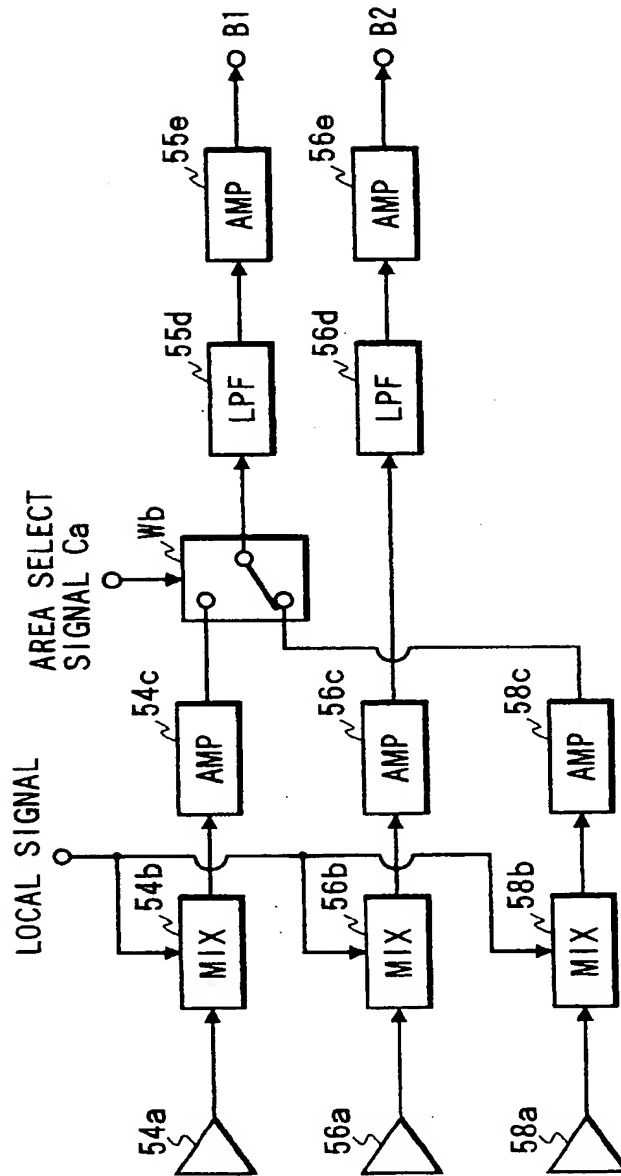 LOCAL SIGNAL
AREA SELECT
SIGNAL Ca
54a
54b
MIX
54c
AMP
Wb
55d
LPF
55e
AMP
B1
56a
56b
MIX
56c
AMP
56d
LPF
56e
AMP
B2
58a
58b
MIX
58c
AMP